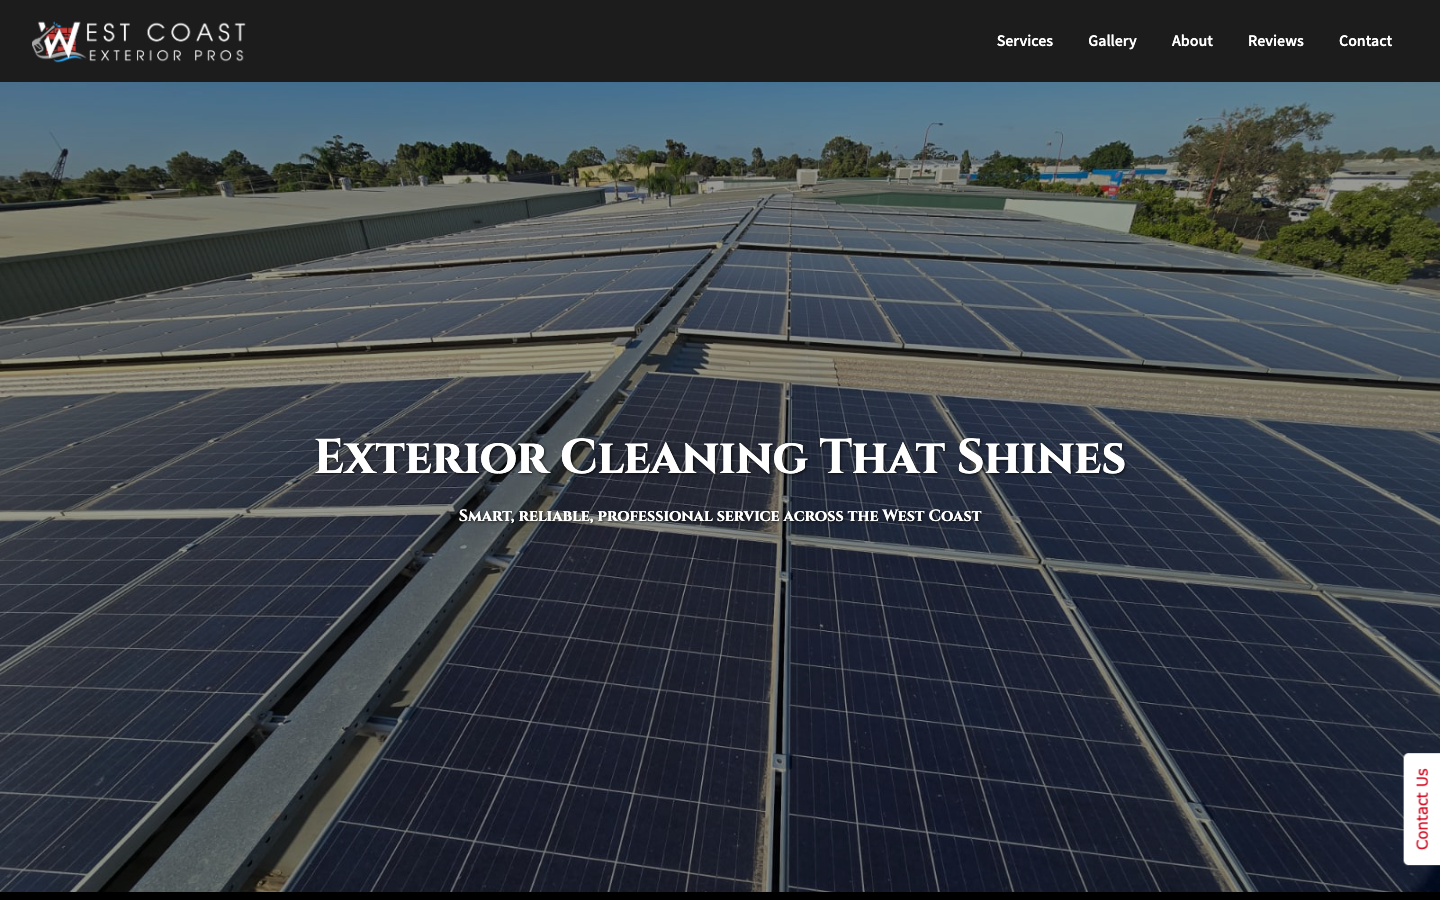 WEST COAST
EXTERIOR PROS
Services
Gallery
About
Reviews
Contact
Exterior Cleaning That Shines
Smart, reliable, professional service across the West Coast
Contact Us